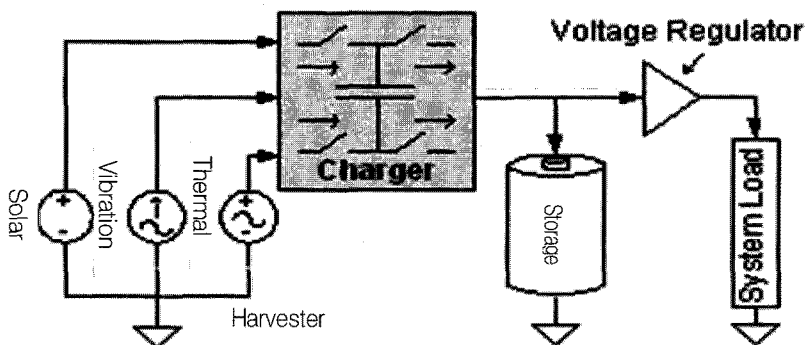 Voltage Regulator
Charger
Solar
Vibration
Thermal
Storage
System Load
Harvester